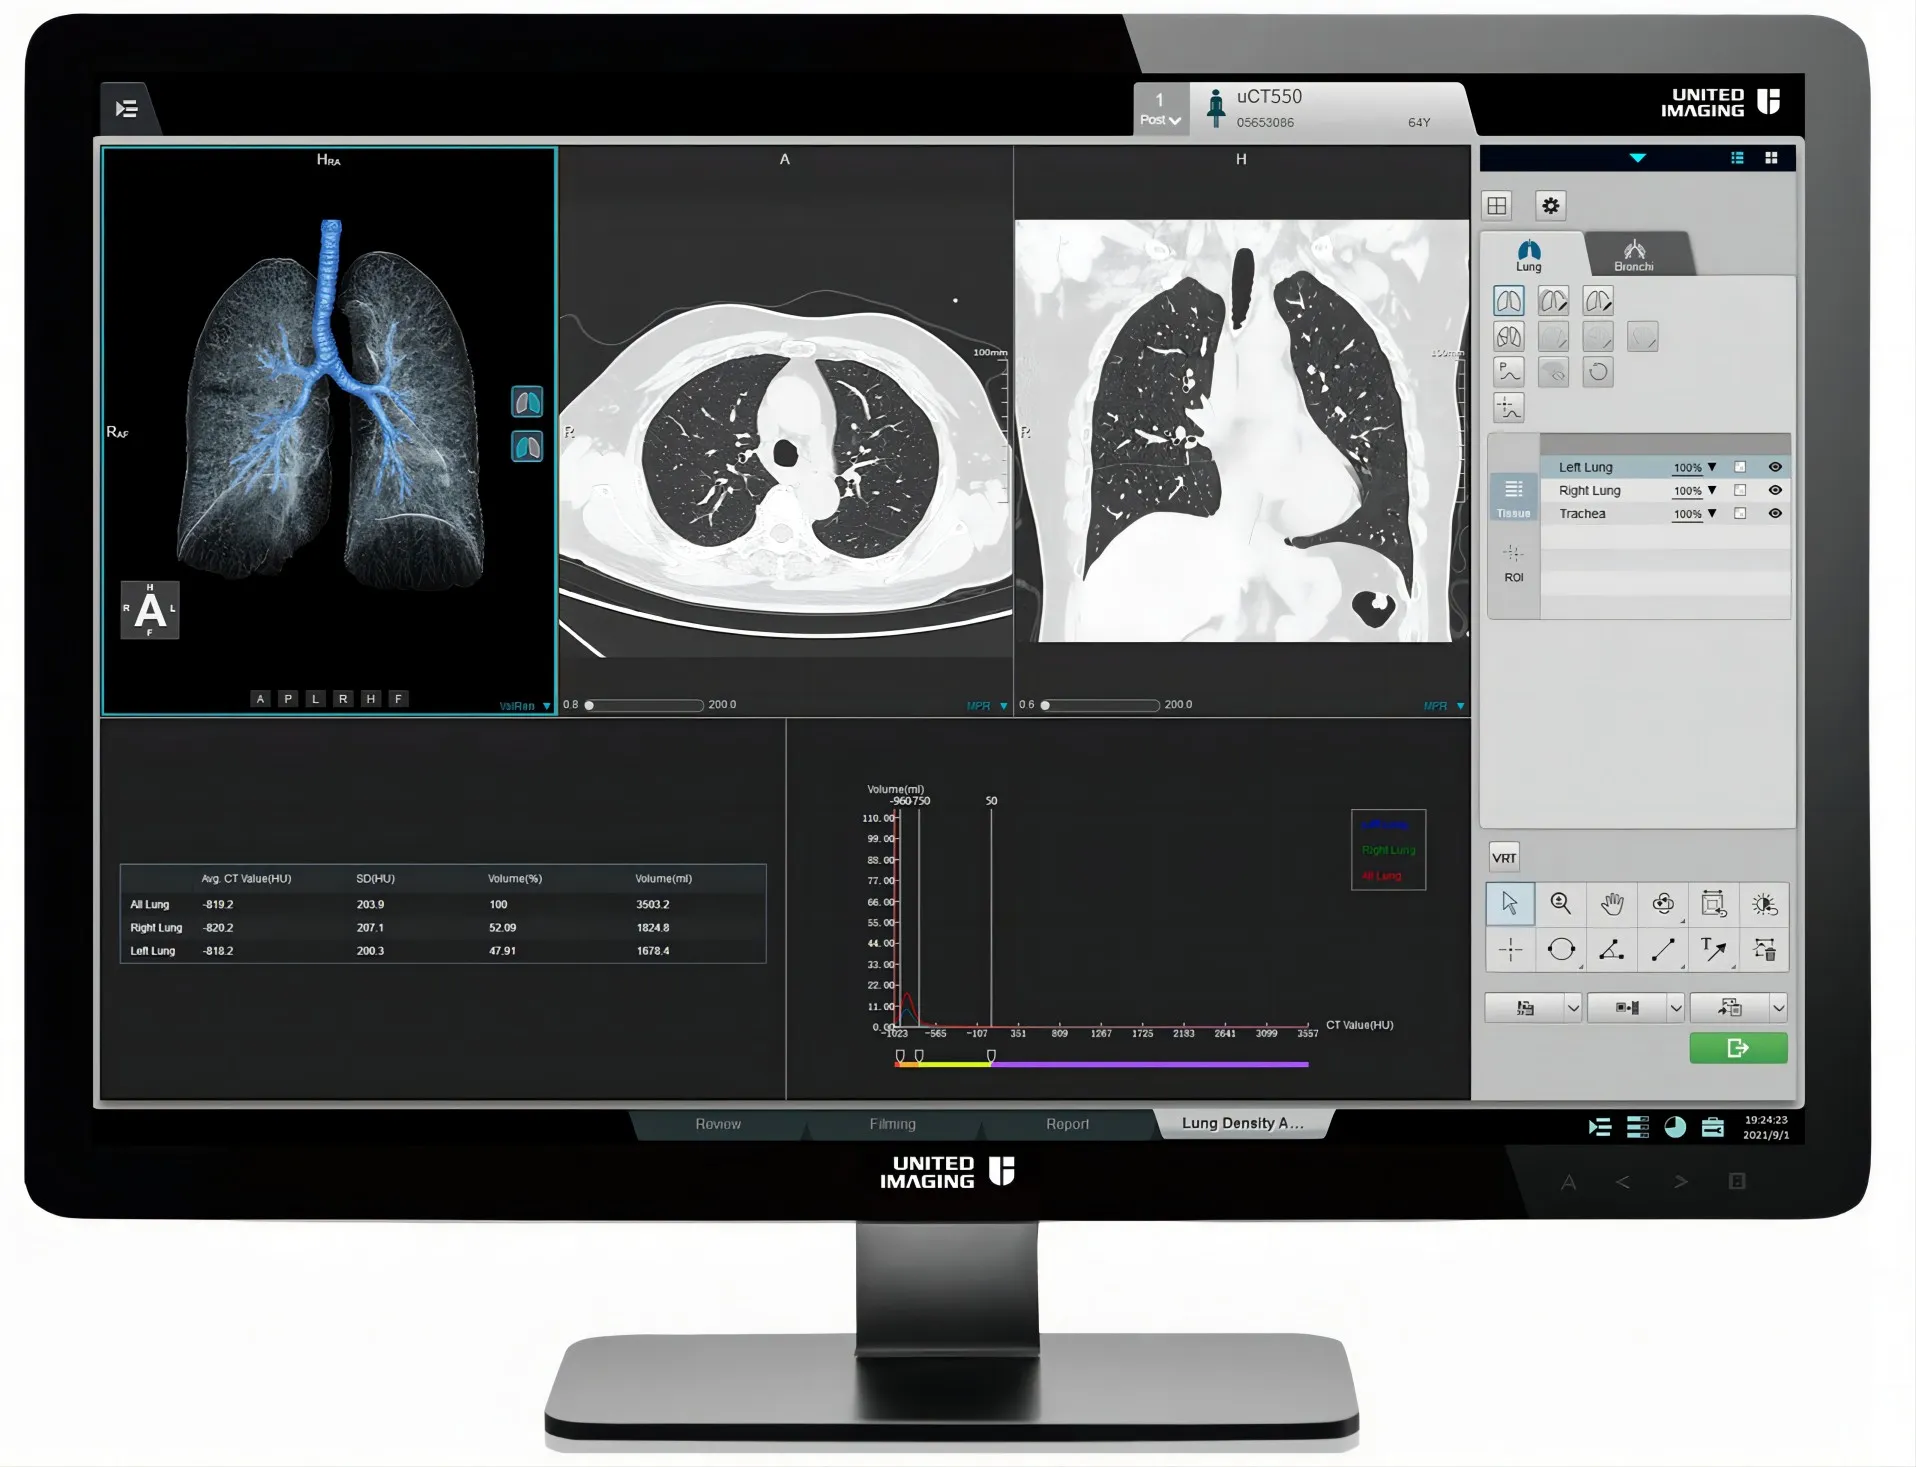 1
Post
uCT550
05653086
64Y
UNITED
IMAGING
HRA
RAF
H
R
A
L
F
A P L R H F
VolRen
A
R
100mm
0.8
200.0
MPR
H
R
100mm
0.6
200.0
MPR
Lung
Bronchi
P
Tissue
ROI
Left Lung 100%
Right Lung 100%
Trachea 100%
VRT
T
Avg. CT Value(HU) SD(HU) Volume(%) Volume(ml)
All Lung -819.2 203.9 100 3503.2
Right Lung -820.2 207.1 52.09 1824.8
Left Lung -818.2 200.3 47.91 1678.4
Volume(ml)
-960 -750 50
110.00
99.00
88.00
77.00
66.00
55.00
44.00
33.00
22.00
11.00
0.00
-1023 -565 -107 351 809 1267 1725 2183 2641 3099 3557
CT Value(HU)
Left Lung
Right Lung
All Lung
Review
Filming
Report
Lung Density A...
19:24:23
2021/9/1
UNITED
IMAGING
A < >